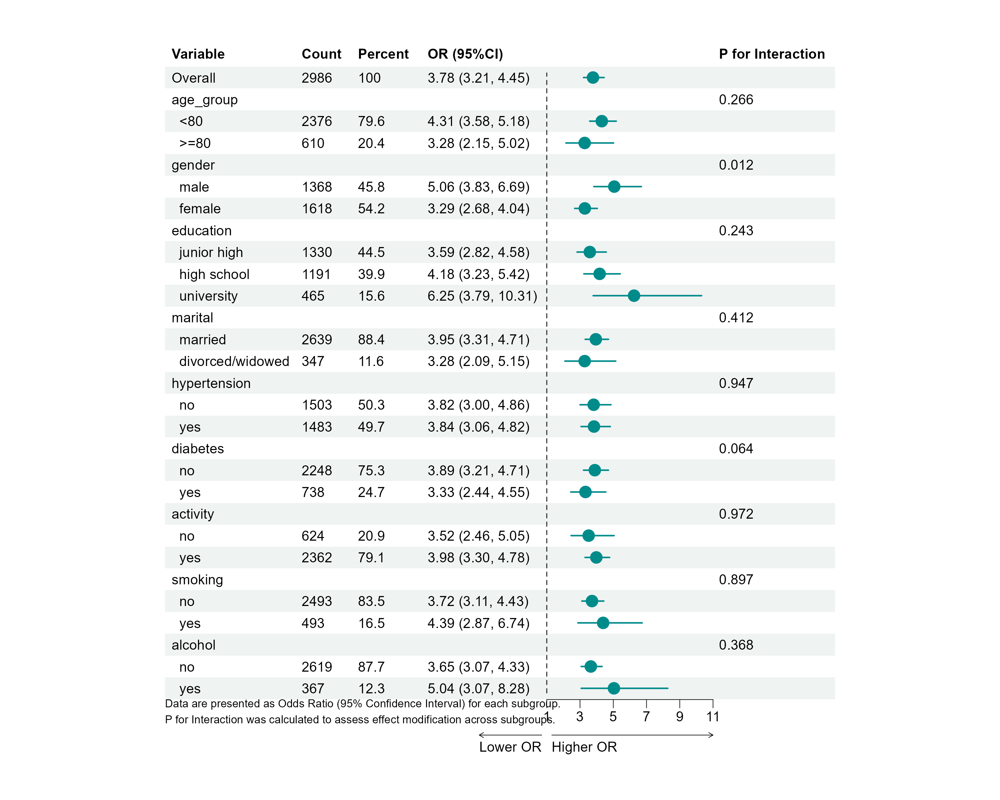 Variable Count Percent OR (95%CI) P for Interaction
Overall 2986 100 3.78 (3.21, 4.45)
age_group 0.266
<80 2376 79.6 4.31 (3.58, 5.18)
>=80 610 20.4 3.28 (2.15, 5.02)
gender 0.012
male 1368 45.8 5.06 (3.83, 6.69)
female 1618 54.2 3.29 (2.68, 4.04)
education 0.243
junior high 1330 44.5 3.59 (2.82, 4.58)
high school 1191 39.9 4.18 (3.23, 5.42)
university 465 15.6 6.25 (3.79, 10.31)
marital 0.412
married 2639 88.4 3.95 (3.31, 4.71)
divorced/widowed 347 11.6 3.28 (2.09, 5.15)
hypertension 0.947
no 1503 50.3 3.82 (3.00, 4.86)
yes 1483 49.7 3.84 (3.06, 4.82)
diabetes 0.064
no 2248 75.3 3.89 (3.21, 4.71)
yes 738 24.7 3.33 (2.44, 4.55)
activity 0.972
no 624 20.9 3.52 (2.46, 5.05)
yes 2362 79.1 3.98 (3.30, 4.78)
smoking 0.897
no 2493 83.5 3.72 (3.11, 4.43)
yes 493 16.5 4.39 (2.87, 6.74)
alcohol 0.368
no 2619 87.7 3.65 (3.07, 4.33)
yes 367 12.3 5.04 (3.07, 8.28)
Data are presented as Odds Ratio (95% Confidence Interval) for each subgroup.
P for Interaction was calculated to assess effect modification across subgroups.
1 3 5 7 9 11
Lower OR Higher OR